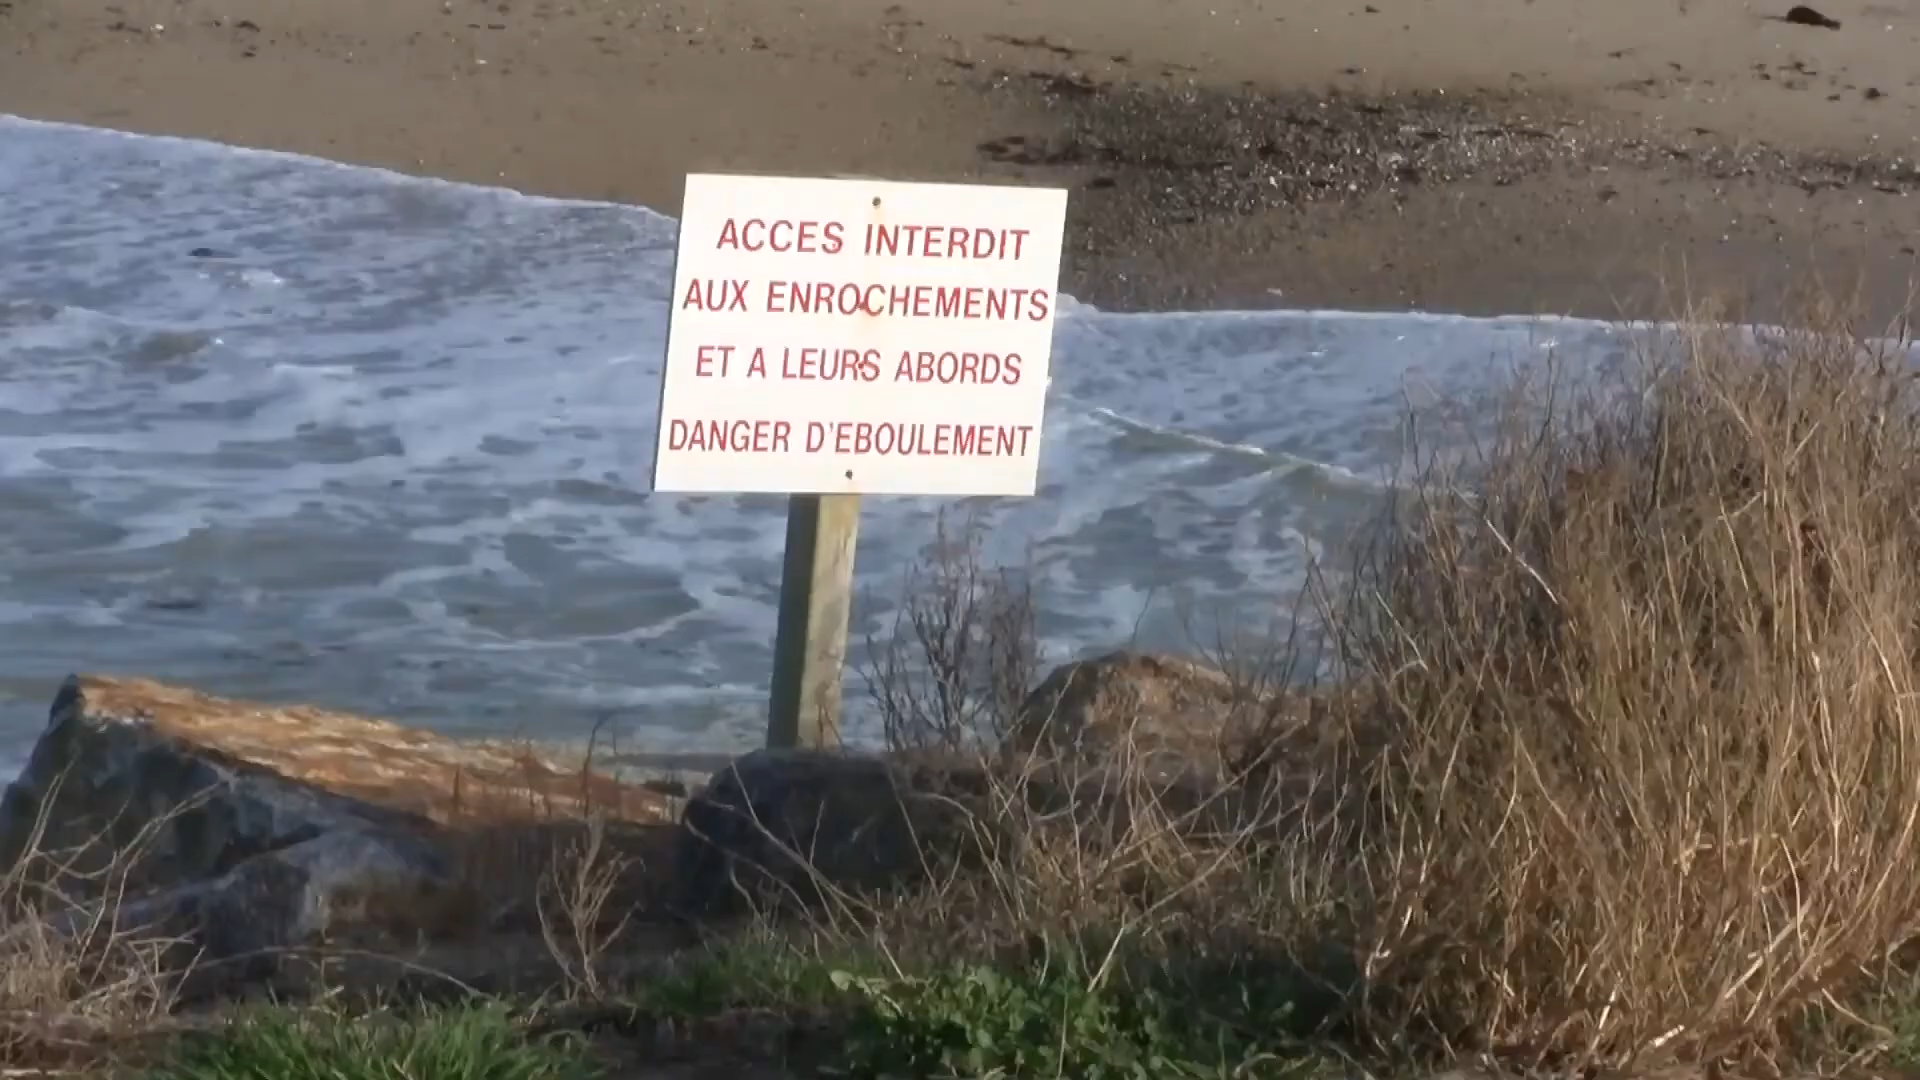 ACCES INTERDIT
AUX ENROCHEMENTS
ET A LEURS ABORDS
DANGER D'EBOULEMENT